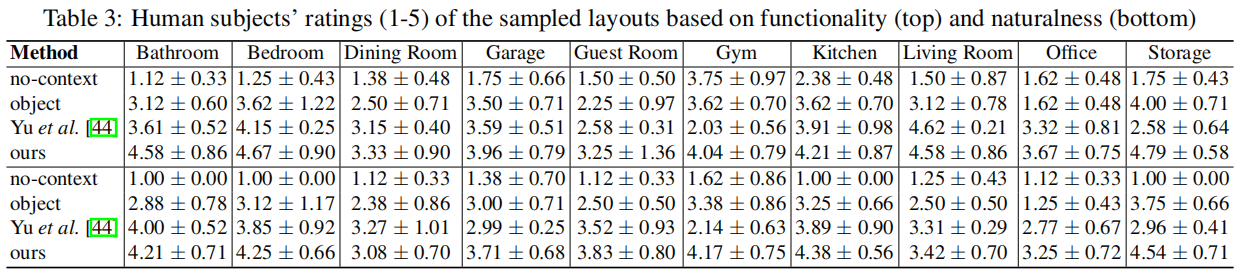 Table 3: Human subjects' ratings (1-5) of the sampled layouts based on functionality (top) and naturalness (bottom)
Method Bathroom Bedroom Dining Room Garage Guest Room Gym Kitchen Living Room Office Storage
no-context 1.12 ± 0.33 1.25 ± 0.43 1.38 ± 0.48 1.75 ± 0.66 1.50 ± 0.50 3.75 ± 0.97 2.38 ± 0.48 1.50 ± 0.87 1.62 ± 0.48 1.75 ± 0.43
object 3.12 ± 0.60 3.62 ± 1.22 2.50 ± 0.71 3.50 ± 0.71 2.25 ± 0.97 3.62 ± 0.70 3.62 ± 0.70 3.12 ± 0.78 1.62 ± 0.48 4.00 ± 0.71
Yu et al. [44] 3.61 ± 0.52 4.15 ± 0.25 3.15 ± 0.40 3.59 ± 0.51 2.58 ± 0.31 2.03 ± 0.56 3.91 ± 0.98 4.62 ± 0.21 3.32 ± 0.81 2.58 ± 0.64
ours 4.58 ± 0.86 4.67 ± 0.90 3.33 ± 0.90 3.96 ± 0.79 3.25 ± 1.36 4.04 ± 0.79 4.21 ± 0.87 4.58 ± 0.86 3.67 ± 0.75 4.79 ± 0.58
no-context 1.00 ± 0.00 1.00 ± 0.00 1.12 ± 0.33 1.38 ± 0.70 1.12 ± 0.33 1.62 ± 0.86 1.00 ± 0.00 1.25 ± 0.43 1.12 ± 0.33 1.00 ± 0.00
object 2.88 ± 0.78 3.12 ± 1.17 2.38 ± 0.86 3.00 ± 0.71 2.50 ± 0.50 3.38 ± 0.86 3.25 ± 0.66 2.50 ± 0.50 1.25 ± 0.43 3.75 ± 0.66
Yu et al. [44] 4.00 ± 0.52 3.85 ± 0.92 3.27 ± 1.01 2.99 ± 0.25 3.52 ± 0.93 2.14 ± 0.63 3.89 ± 0.90 3.31 ± 0.29 2.77 ± 0.67 2.96 ± 0.41
ours 4.21 ± 0.71 4.25 ± 0.66 3.08 ± 0.70 3.71 ± 0.68 3.83 ± 0.80 4.17 ± 0.75 4.38 ± 0.56 3.42 ± 0.70 3.25 ± 0.72 4.54 ± 0.71